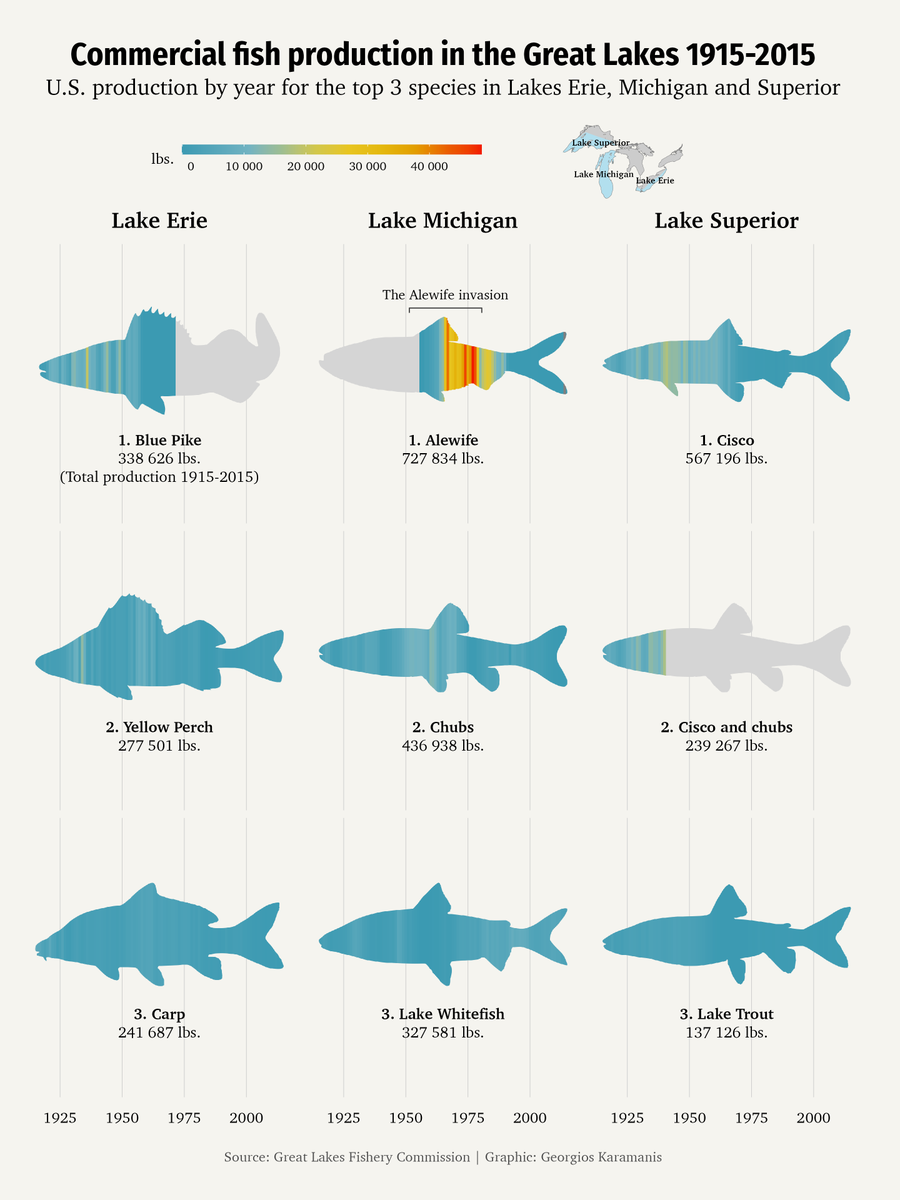 Commercial fish production in the Great Lakes 1915-2015
U.S. production by year for the top 3 species in Lakes Erie, Michigan and Superior
lbs.
0 10 000 20 000 30 000 40 000
Lake Superior
Lake Michigan
Lake Erie
Lake Erie
Lake Michigan
Lake Superior
The Alewife invasion
1. Blue Pike
338 626 lbs.
(Total production 1915-2015)
1. Alewife
727 834 lbs.
1. Cisco
567 196 lbs.
2. Yellow Perch
277 501 lbs.
2. Chubs
436 938 lbs.
2. Cisco and chubs
239 267 lbs.
3. Carp
241 687 lbs.
3. Lake Whitefish
327 581 lbs.
3. Lake Trout
137 126 lbs.
1925 1950 1975 2000
1925 1950 1975 2000
1925 1950 1975 2000
Source: Great Lakes Fishery Commission | Graphic: Georgios Karamanis